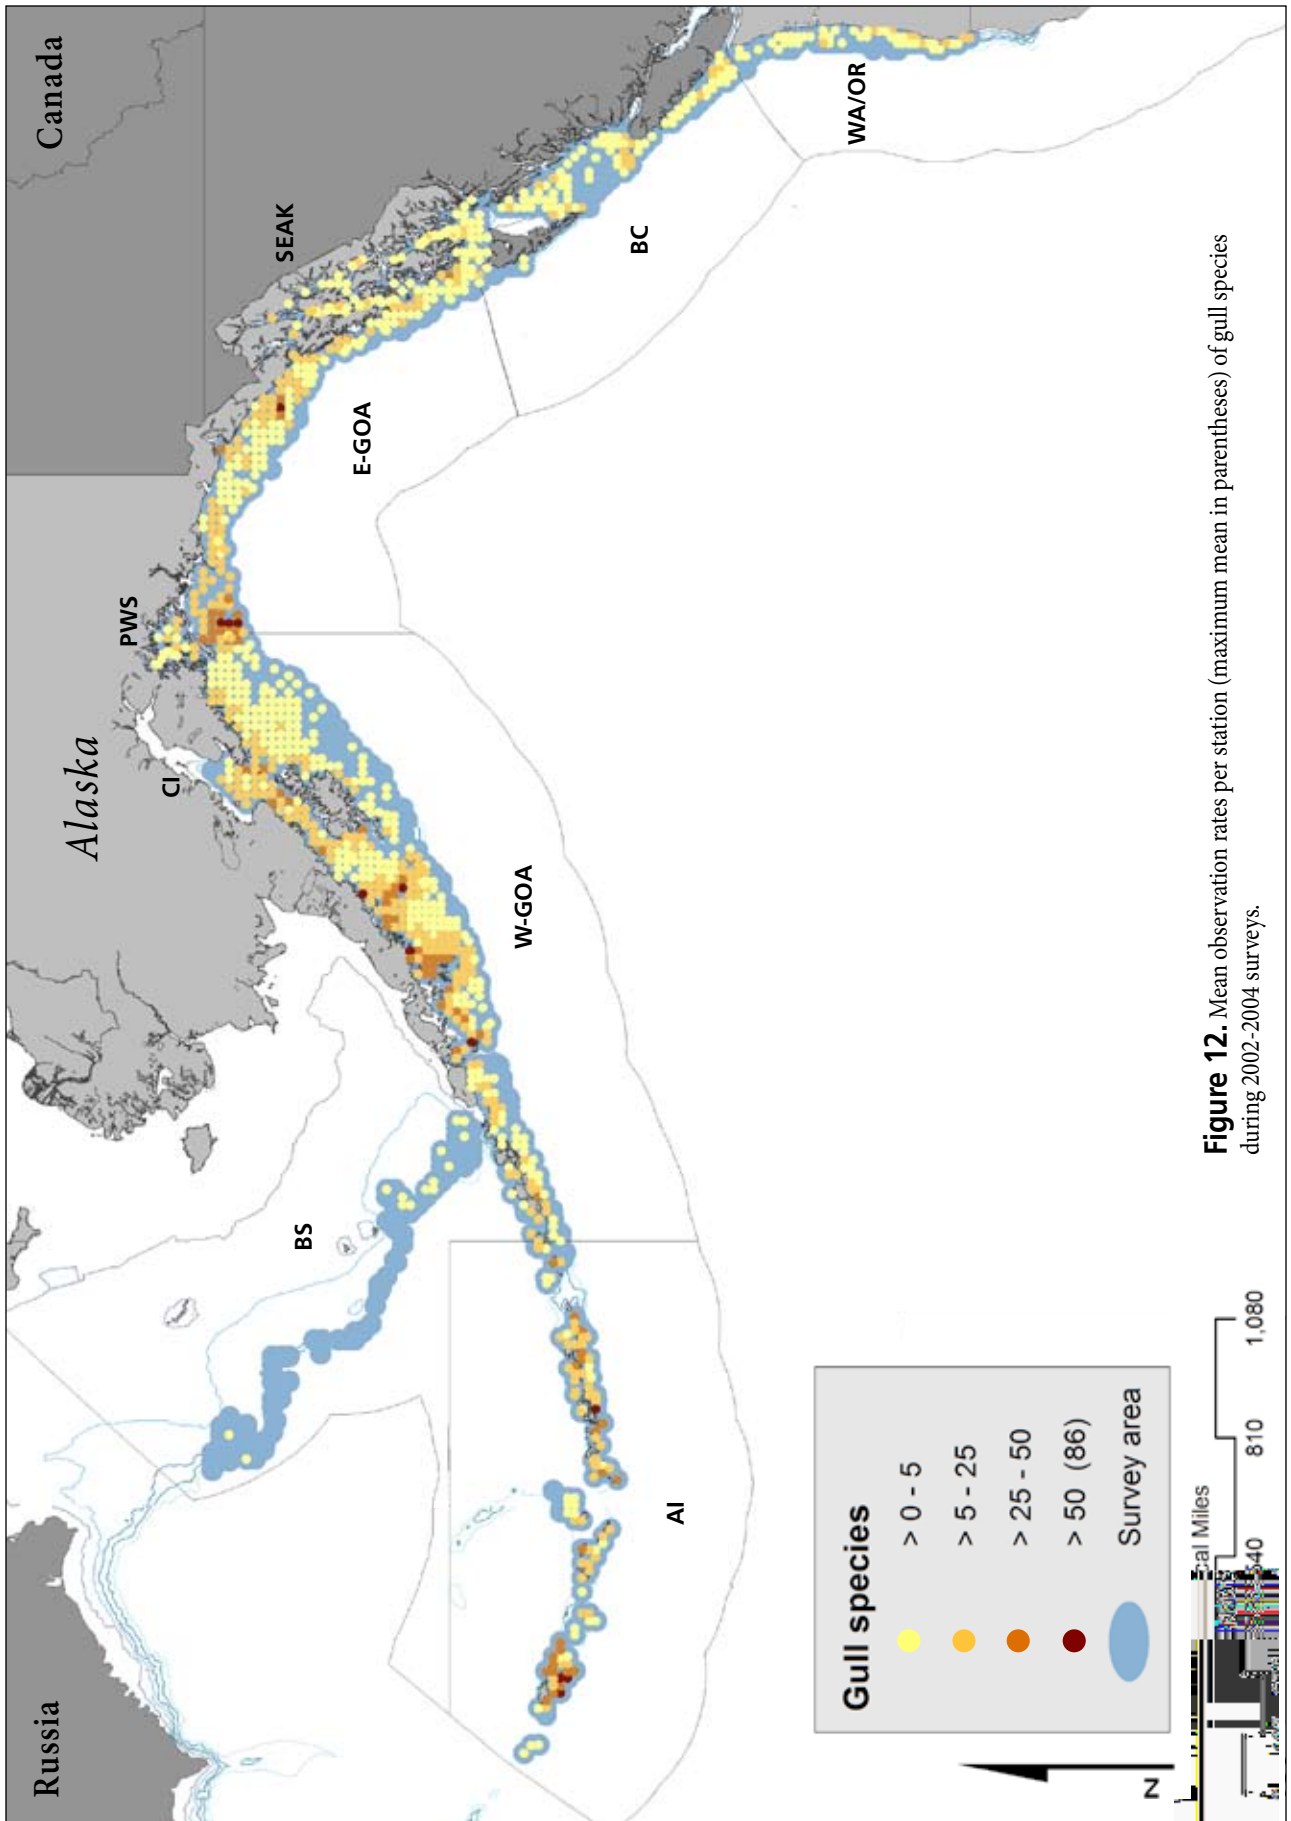 Russia
Alaska
Canada
BS
CI
PWS
SEAK
E-GOA
W-GOA
AI
BC
WA/OR
Gull species
> 0 - 5
> 5 - 25
> 25 - 50
> 50 (86)
Survey area
N
810
1,080
Miles
Figure 12. Mean observation rates per station (maximum mean in parentheses) of gull species
during 2002-2004 surveys.